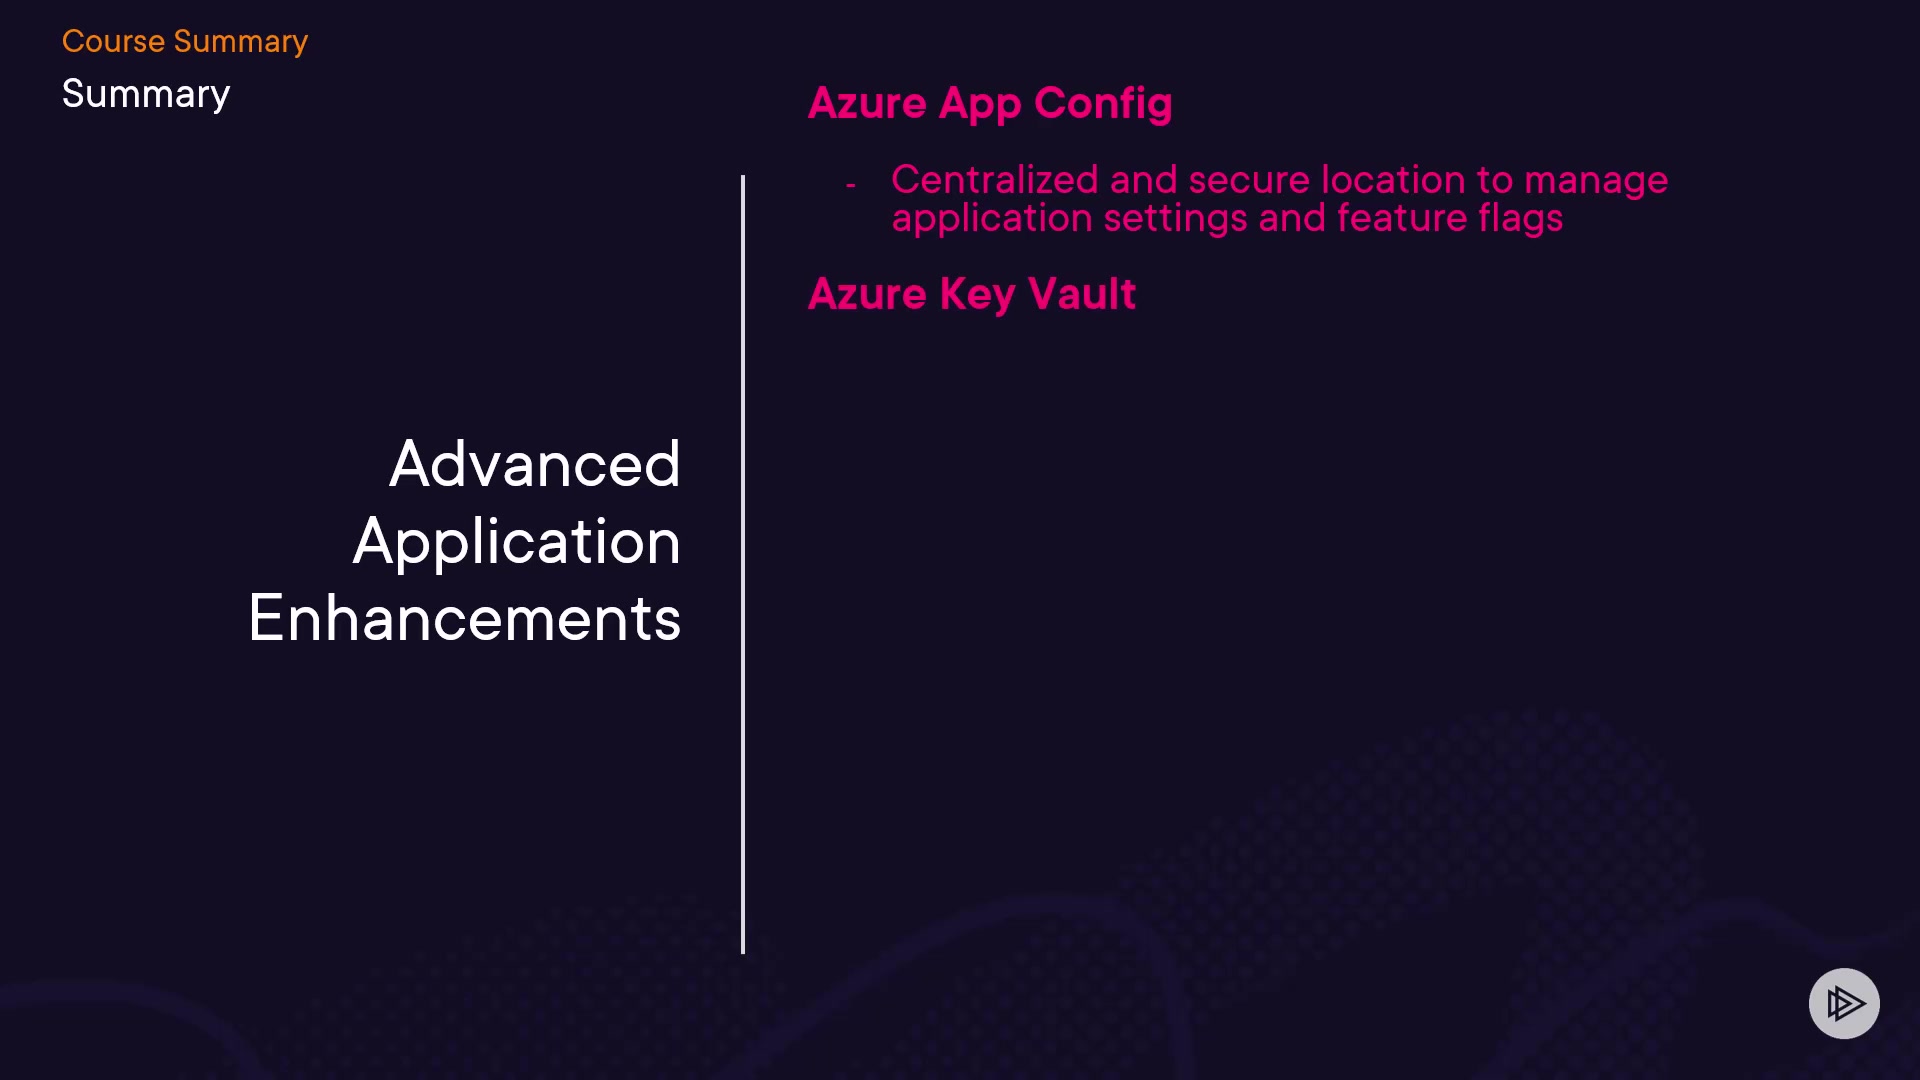 Course Summary
Summary
Advanced
Application
Enhancements
Azure App Config
- Centralized and secure location to manage
application settings and feature flags
Azure Key Vault